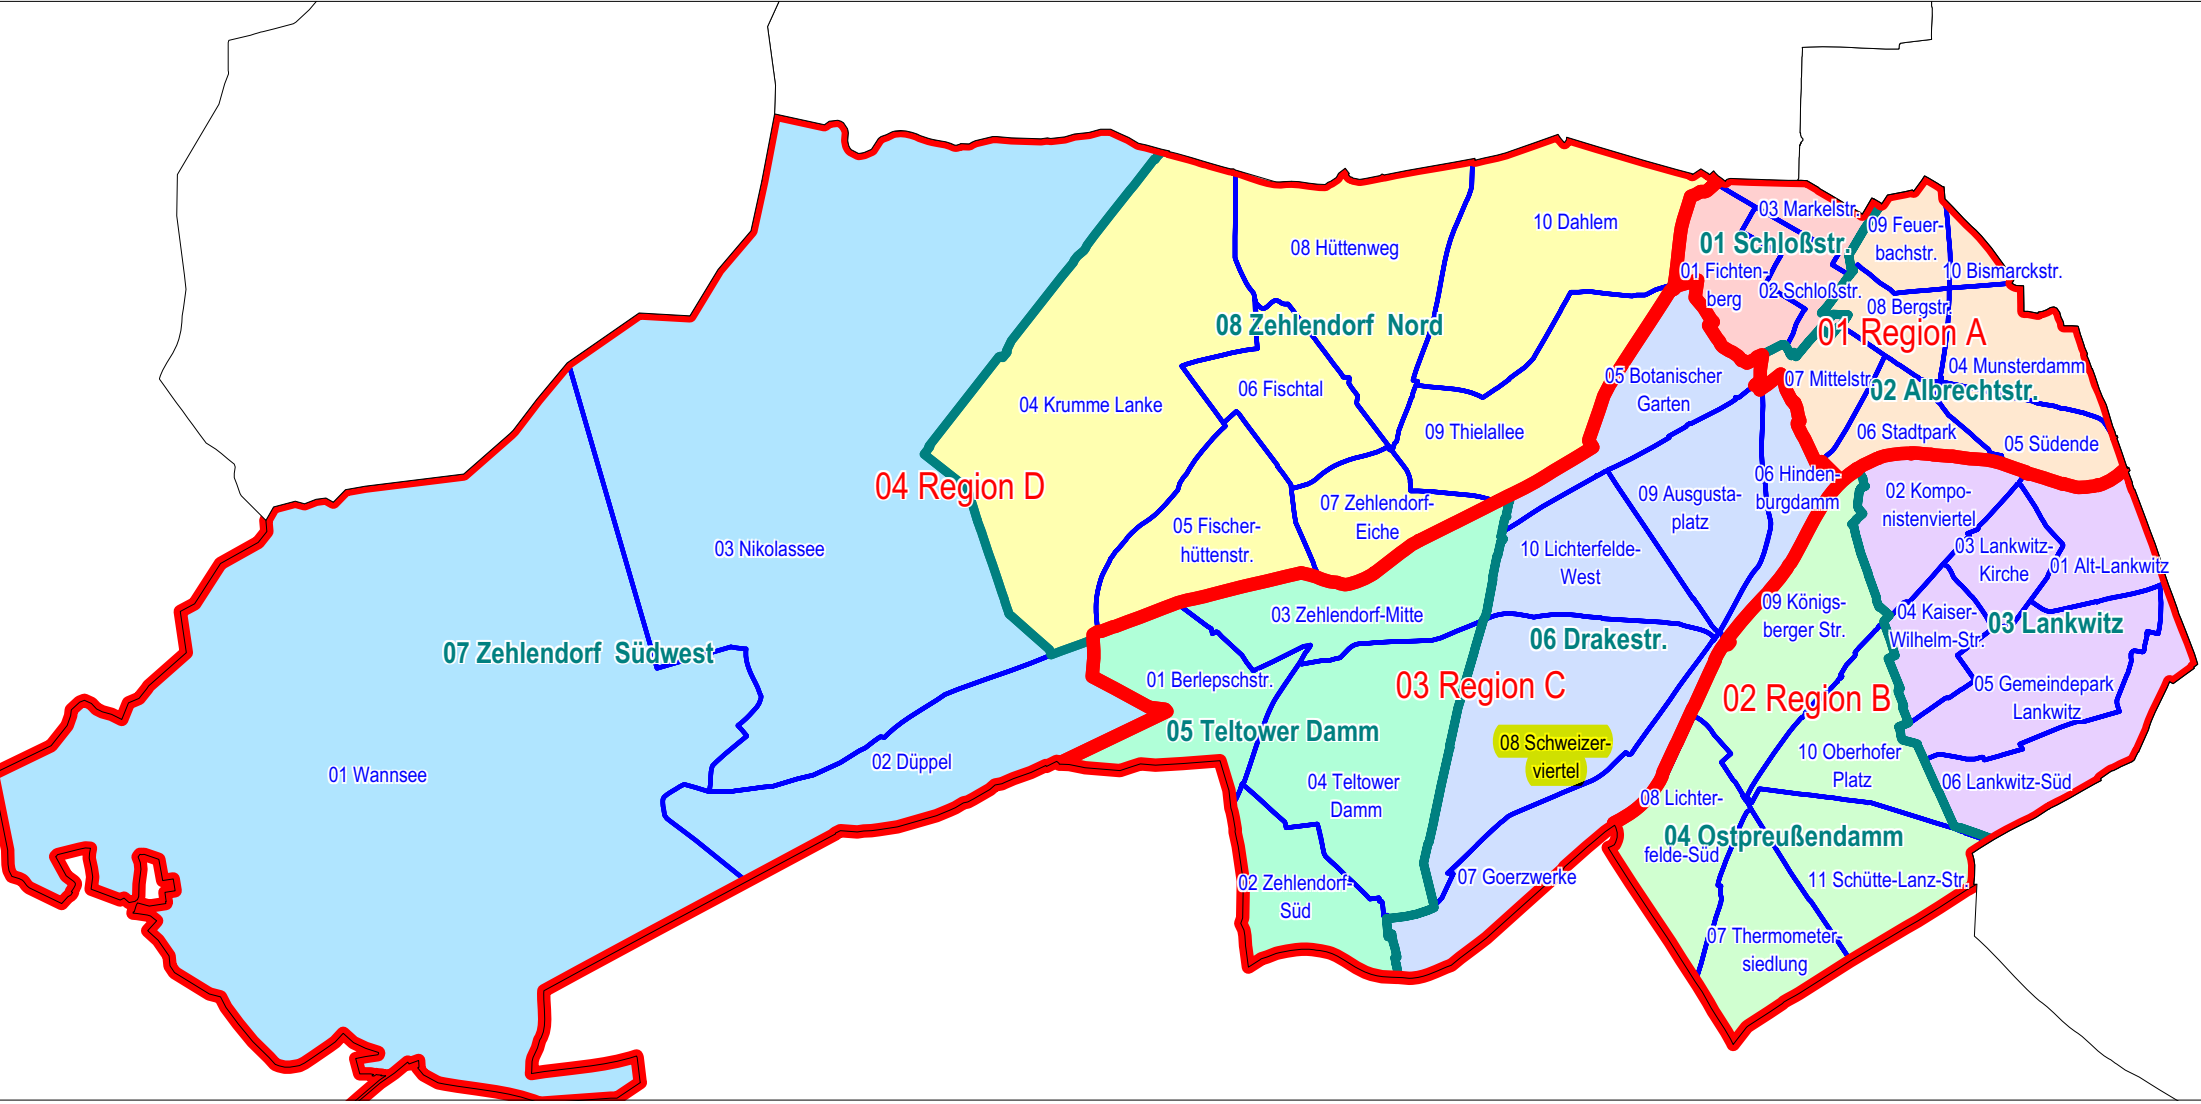 03 Markelstr.
09 Feuer-
bachstr.
10 Dahlem
01 Schloßstr.
08 Hüttenweg
01 Fichten-
berg
02 Schloßstr.
10 Bismarckstr.
08 Bergstr.
08 Zehlendorf Nord
01 Region A
04 Munsterdamm
05 Botanischer
Garten
07 Mittelstr.
02 Albrechtstr.
06 Fischtal
04 Krumme Lanke
09 Thielallee
06 Stadtpark
05 Südende
04 Region D
06 Hinden-
burgdamm
09 Ausgusta-
platz
02 Kompo-
nistenviertel
07 Zehlendorf-
Eiche
05 Fischer-
hüttenstr.
03 Nikolassee
10 Lichterfelde-
West
03 Lankwitz-
Kirche
01 Alt-Lankwitz
03 Zehlendorf-Mitte
09 Königs-
berger Str.
04 Kaiser-
Wilhelm-Str.
03 Lankwitz
07 Zehlendorf Südwest
06 Drakestr.
01 Berlepschstr.
03 Region C
02 Region B
05 Gemeindepark
Lankwitz
05 Teltower Damm
08 Schweizer-
viertel
02 Düppel
01 Wannsee
10 Oberhofer
Platz
06 Lankwitz-Süd
04 Teltower
Damm
08 Lichter-
felde-Süd
04 Ostpreußendamm
02 Zehlendorf-
Süd
07 Goerzwerke
11 Schütte-Lanz-Str.
07 Thermometer-
siedlung